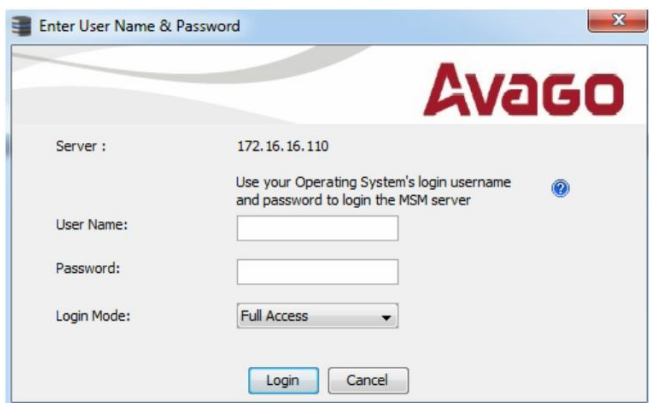 Enter User Name & Password
x
Avago
Server :
172.16.16.110
Use your Operating System's login username
and password to login the MSM server
?
User Name:
Password:
Login Mode:
Full Access
Login
Cancel